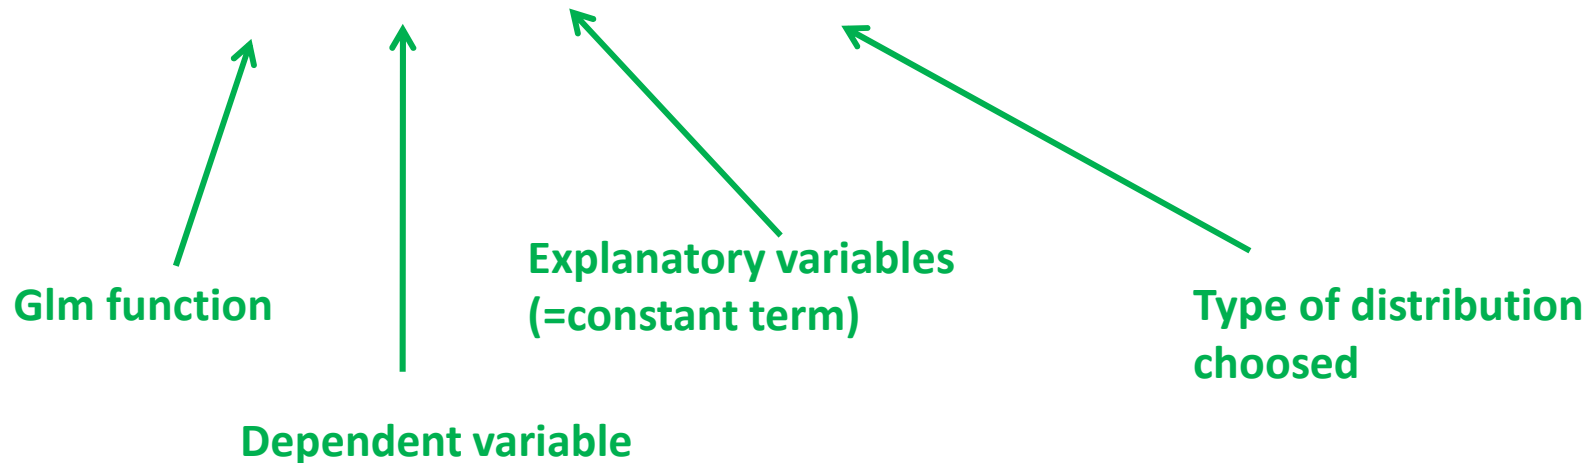 Glm function
Explanatory variables
(=constant term)
Type of distribution
choosed
Dependent variable